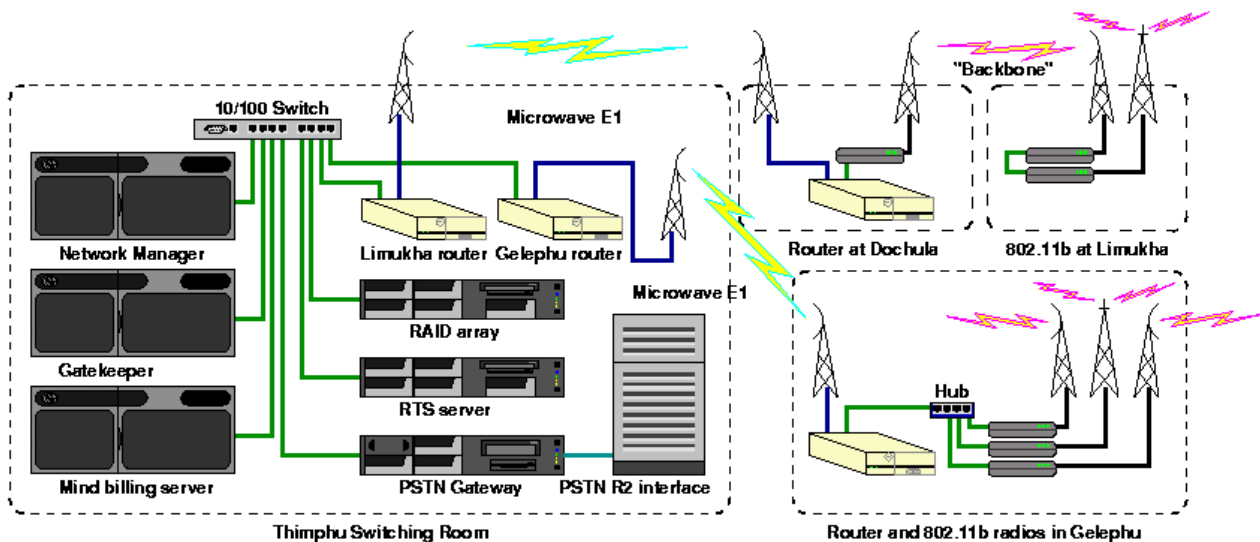 "Backbone"
10/100 Switch
Microwave E1
Network Manager
Limukha router
Gelephu router
Router at Dochula
802.11b at Limukha
Microwave E1
RAID array
Gatekeeper
Hub
RTS server
Mind billing server
PSTN Gateway
PSTN R2 interface
Thimphu Switching Room
Router and 802.11b radios in Gelephu